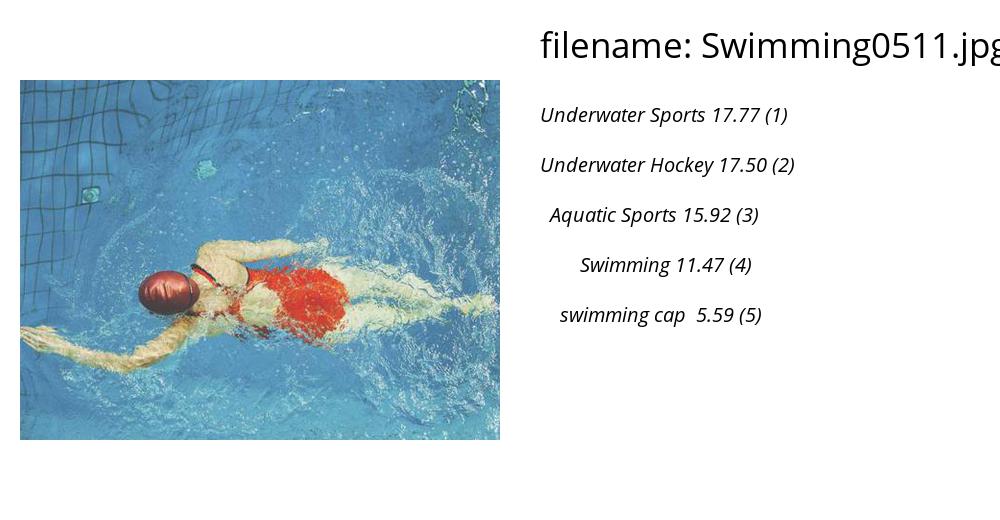 filename: Swimming0511.jpg
Underwater Sports 17.77 (1)
Underwater Hockey 17.50 (2)
Aquatic Sports 15.92 (3)
Swimming 11.47 (4)
swimming cap 5.59 (5)